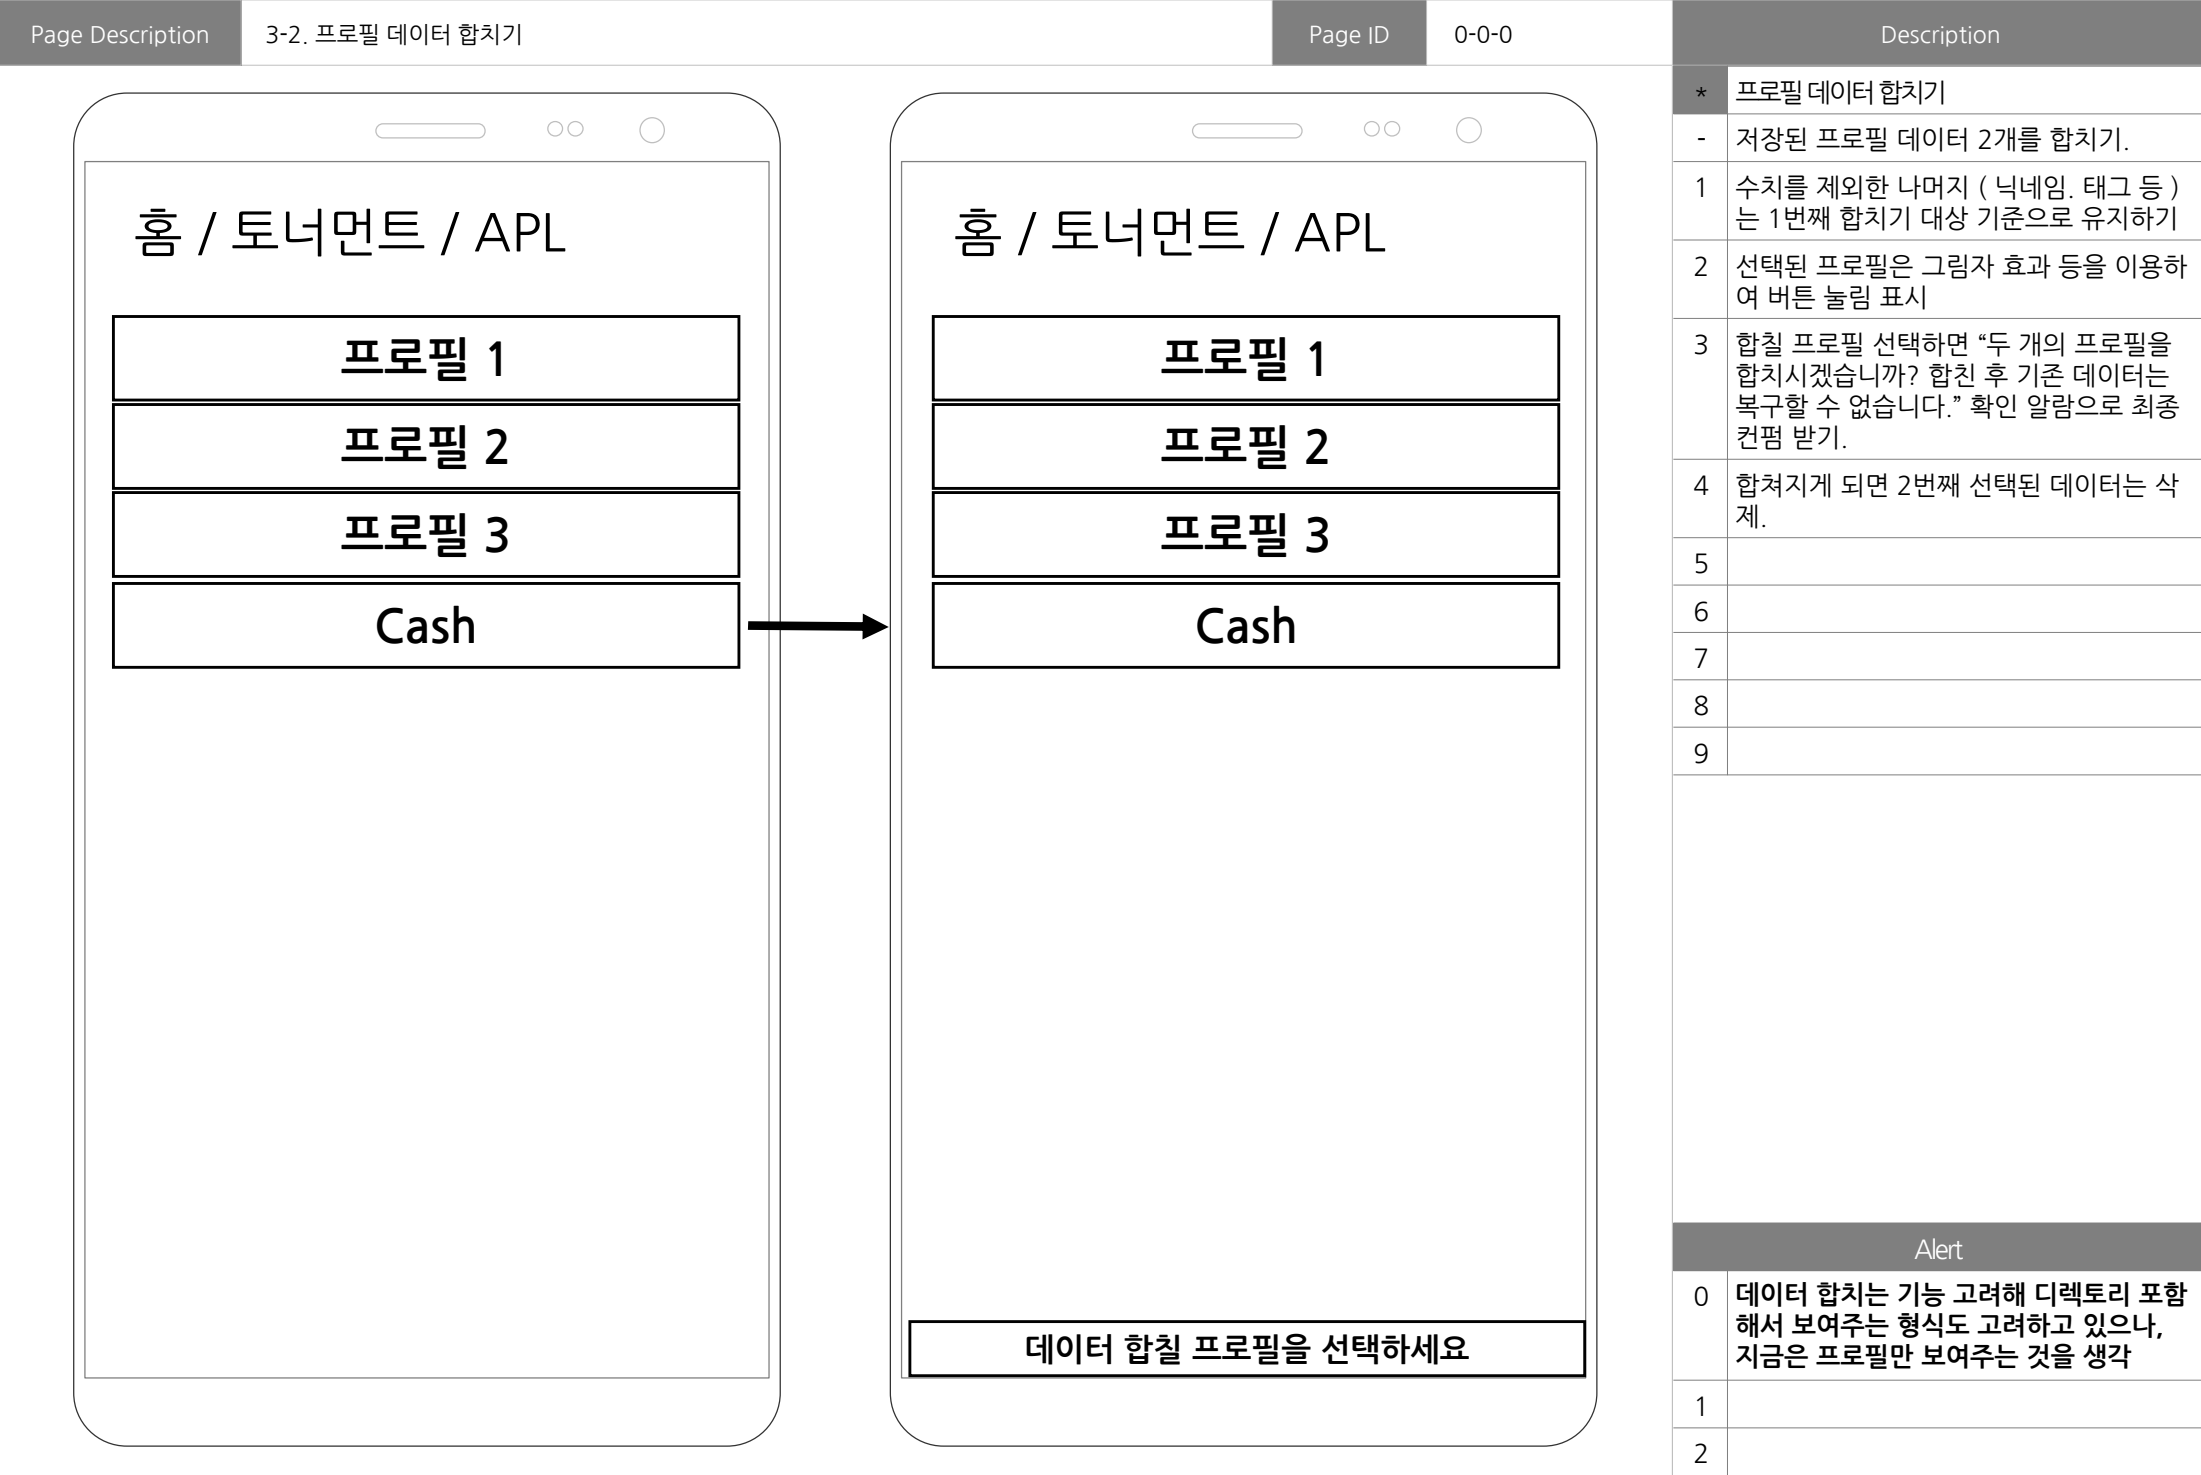 Page Description
3-2. 프로필 데이터 합치기
Page ID
0-0-0
Description
홈 / 토너먼트 / APL
프로필 1
프로필 2
프로필 3
Cash
홈 / 토너먼트 / APL
프로필 1
프로필 2
프로필 3
Cash
데이터 합칠 프로필을 선택하세요
* 프로필 데이터 합치기
- 저장된 프로필 데이터 2개를 합치기.
1 수치를 제외한 나머지 ( 닉네임. 태그 등 )
는 1번째 합치기 대상 기준으로 유지하기
2 선택된 프로필은 그림자 효과 등을 이용하
여 버튼 눌림 표시
3 합칠 프로필 선택하면 “두 개의 프로필을
합치시겠습니까? 합친 후 기존 데이터는
복구할 수 없습니다.” 확인 알람으로 최종
컨펌 받기.
4 합쳐지게 되면 2번째 선택된 데이터는 삭
제.
5
6
7
8
9
Alert
0 데이터 합치는 기능 고려해 디렉토리 포함
해서 보여주는 형식도 고려하고 있으나,
지금은 프로필만 보여주는 것을 생각
1
2